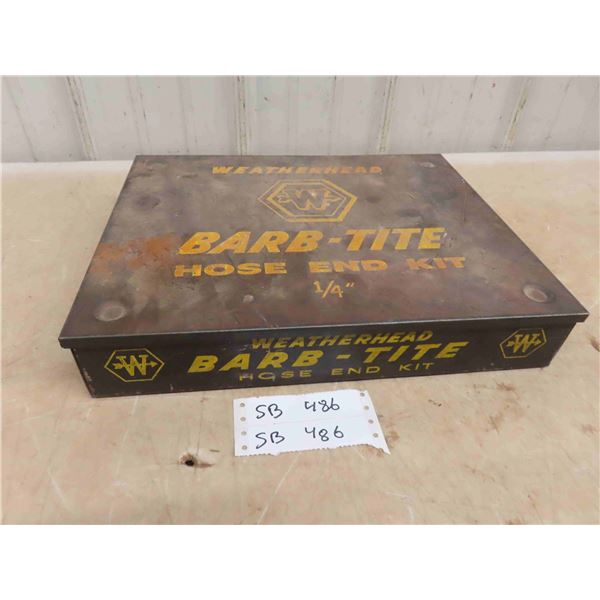 WEATHERHEAD
W
BARB-TITE
HOSE END KIT
1/4"
WEATHERHEAD
W BARB-TITE W
HOSE END KIT
SB 486
SB 486